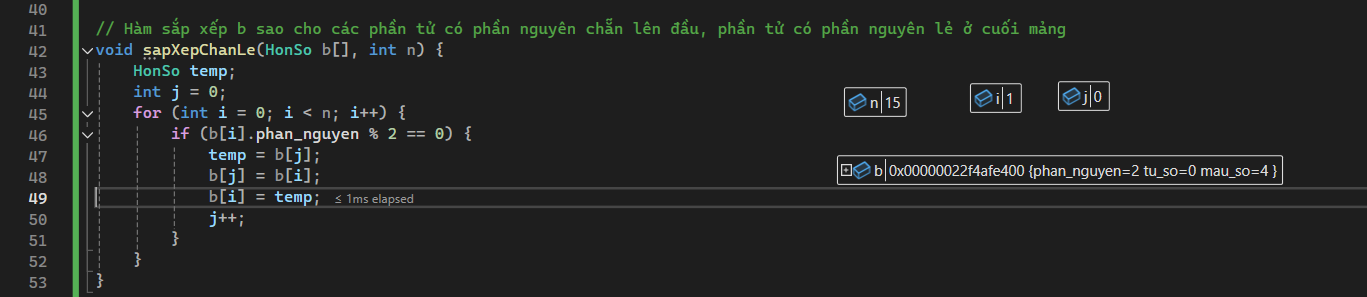 40
41 // Hàm sắp xếp b sao cho các phần tử có phần nguyên chẵn lên đầu, phần tử có phần nguyên lẻ ở cuối mảng
42 void sapXepChanLe(HonSo b[], int n) {
43 HonSo temp;
44 int j = 0;
45 for (int i = 0; i < n; i++) {
n 15 i 1 j 0
46 if (b[i].phan_nguyen % 2 == 0) {
47 temp = b[j];
48 b[j] = b[i];
b 0x00000022f4afe400 {phan_nguyen=2 tu_so=0 mau_so=4 }
49 b[i] = temp; ≤ 1ms elapsed
50 j++;
51 }
52 }
53 }